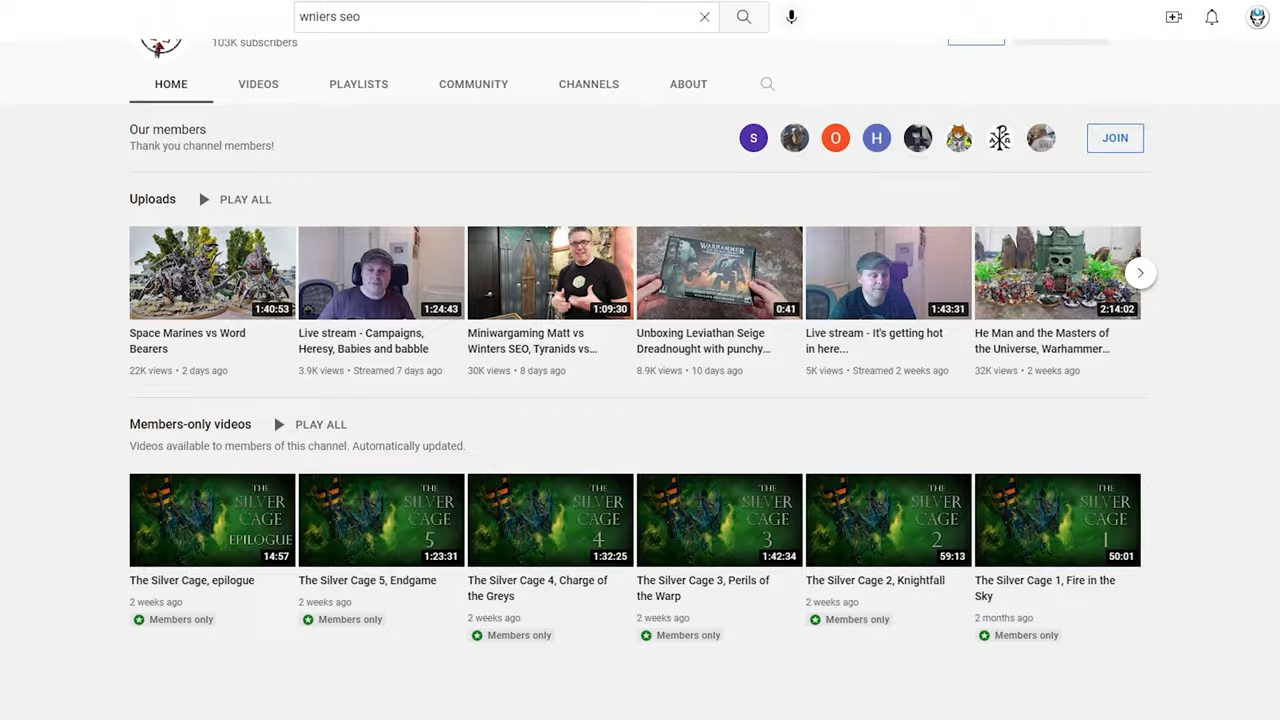 wniers seo
103K subscribers
HOME VIDEOS PLAYLISTS COMMUNITY CHANNELS ABOUT
Our members
Thank you channel members!
S O H JOIN
Uploads PLAY ALL
1:40:53 1:24:43 1:09:30 WARHAMMER 0:41 1:43:31 2:14:02
Space Marines vs Word Bearers
22K views • 2 days ago
Live stream - Campaigns, Heresy, Babies and babble
3.9K views • Streamed 7 days ago
Miniwargaming Matt vs Winters SEO, Tyranids vs...
30K views • 8 days ago
Unboxing Leviathan Seige Dreadnought with punchy...
8.9K views • 10 days ago
Live stream - It's getting hot in here...
5K views • Streamed 2 weeks ago
He Man and the Masters of the Universe, Warhammer...
32K views • 2 weeks ago
Members-only videos PLAY ALL
Videos available to members of this channel. Automatically updated.
THE SILVER CAGE EPILOGUE 14:57
The Silver Cage, epilogue
2 weeks ago
Members only
THE SILVER CAGE 5 1:23:31
The Silver Cage 5, Endgame
2 weeks ago
Members only
THE SILVER CAGE 4 1:32:25
The Silver Cage 4, Charge of the Greys
2 weeks ago
Members only
THE SILVER CAGE 3 1:42:34
The Silver Cage 3, Perils of the Warp
2 weeks ago
Members only
THE SILVER CAGE 2 59:13
The Silver Cage 2, Knightfall
2 weeks ago
Members only
THE SILVER CAGE 1 50:01
The Silver Cage 1, Fire in the Sky
2 months ago
Members only